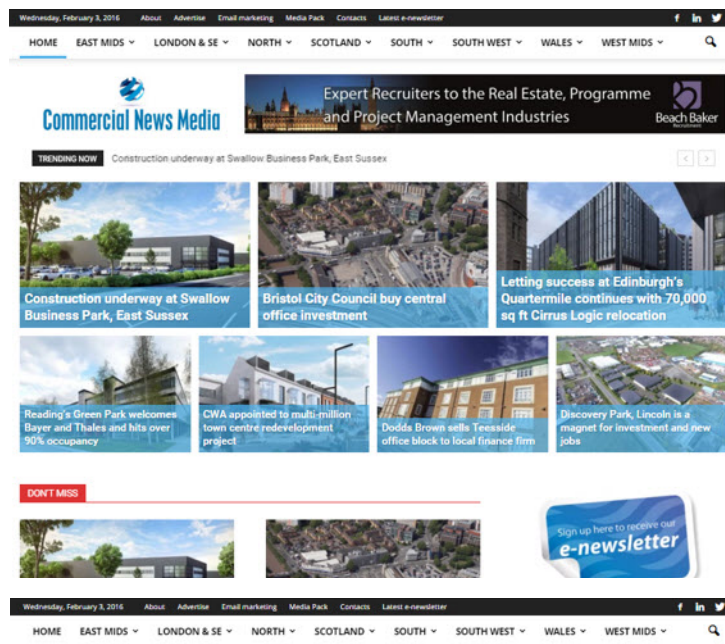 Wednesday, February 3, 2016 About Advertise Email marketing Media Pack Contacts Latest e-newsletter
HOME EAST MIDS LONDON & SE NORTH SCOTLAND SOUTH SOUTH WEST WALES WEST MIDS
Commercial News Media
Expert Recruiters to the Real Estate, Programme
and Project Management Industries
Beach Baker
Recruitment
TRENDING NOW Construction underway at Swallow Business Park, East Sussex
Construction underway at Swallow
Business Park, East Sussex
Bristol City Council buy central
office investment
Letting success at Edinburgh's
Quartermile continues with 70,000
sq ft Cirrus Logic relocation
Reading's Green Park welcomes
Bayer and Thales and hits over
90% occupancy
CWA appointed to multi-million
town centre redevelopment
project
Dodds Brown sells Teesside
office block to local finance firm
Discovery Park, Lincoln is a
magnet for investment and new
jobs
DON'T MISS
Sign up here to receive our
e-newsletter
Wednesday, February 3, 2016 About Advertise Email marketing Media Pack Contacts Latest e-newsletter
HOME EAST MIDS LONDON & SE NORTH SCOTLAND SOUTH SOUTH WEST WALES WEST MIDS